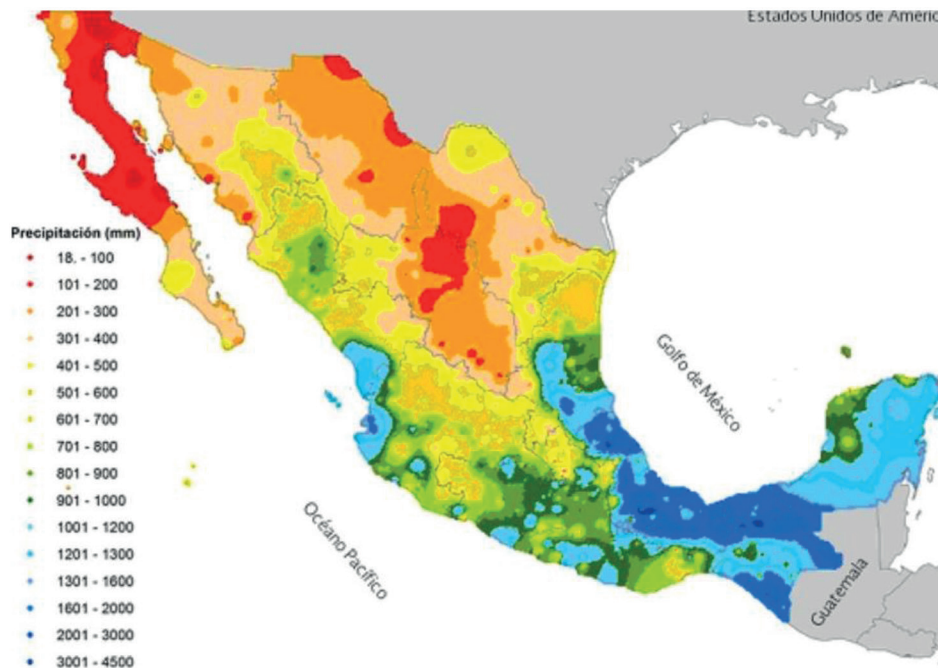 Estados Unidos de Améric
Precipitación (mm)
18. - 100
101 - 200
201 - 300
301 - 400
401 - 500
501 - 600
601 - 700
701 - 800
801 - 900
901 - 1000
1001 - 1200
1201 - 1300
1301 - 1600
1601 - 2000
2001 - 3000
3001 - 4500
Golfo de México
Océano Pacífico
Guatemala